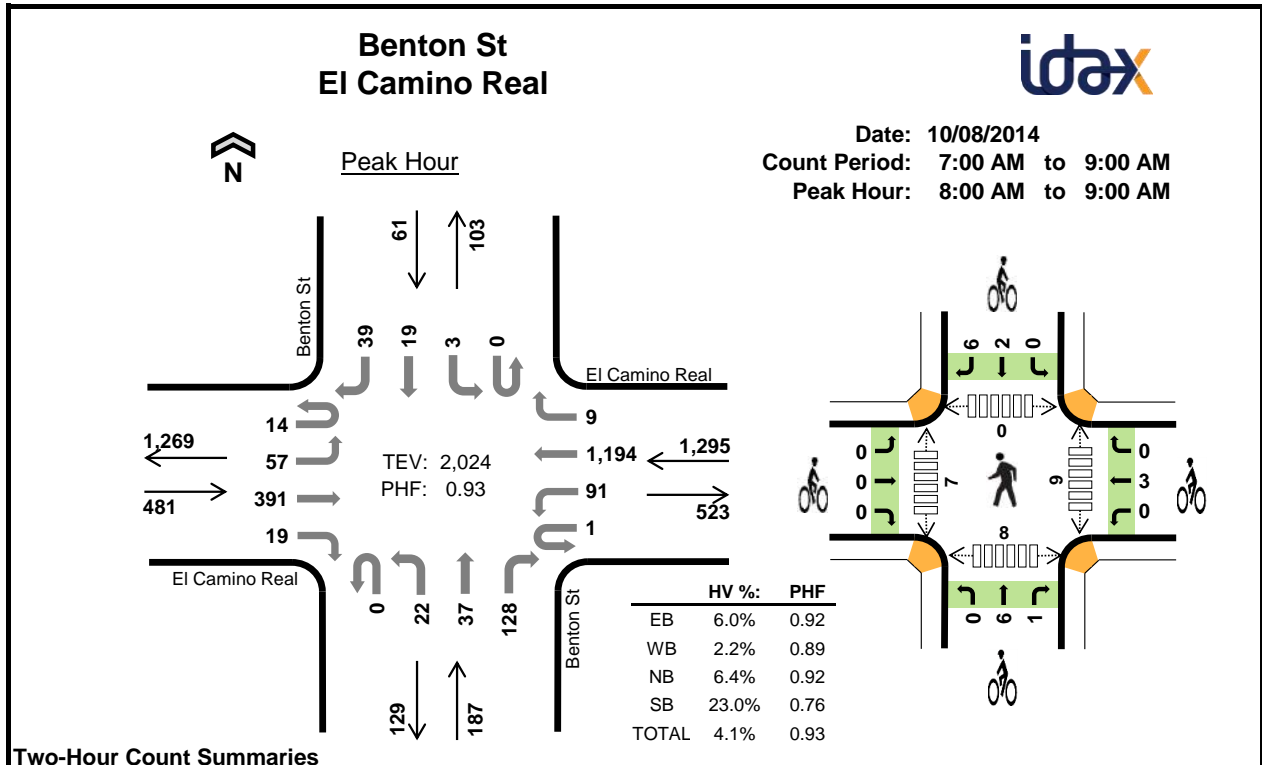 Benton St
El Camino Real
idax
Date: 10/08/2014
Count Period: 7:00 AM to 9:00 AM
Peak Hour: 8:00 AM to 9:00 AM
N
Peak Hour
61
103
Benton St
39
19
3
0
El Camino Real
14
57
391
19
1,269
481
TEV: 2,024
PHF: 0.93
9
1,194
91
1
1,295
523
El Camino Real
0
22
37
128
Benton St
129
187
HV %: PHF
EB 6.0% 0.92
WB 2.2% 0.89
NB 6.4% 0.92
SB 23.0% 0.76
TOTAL 4.1% 0.93
6
2
0
0
0
0
0
7
9
0
3
0
8
0
6
1
Two-Hour Count Summaries